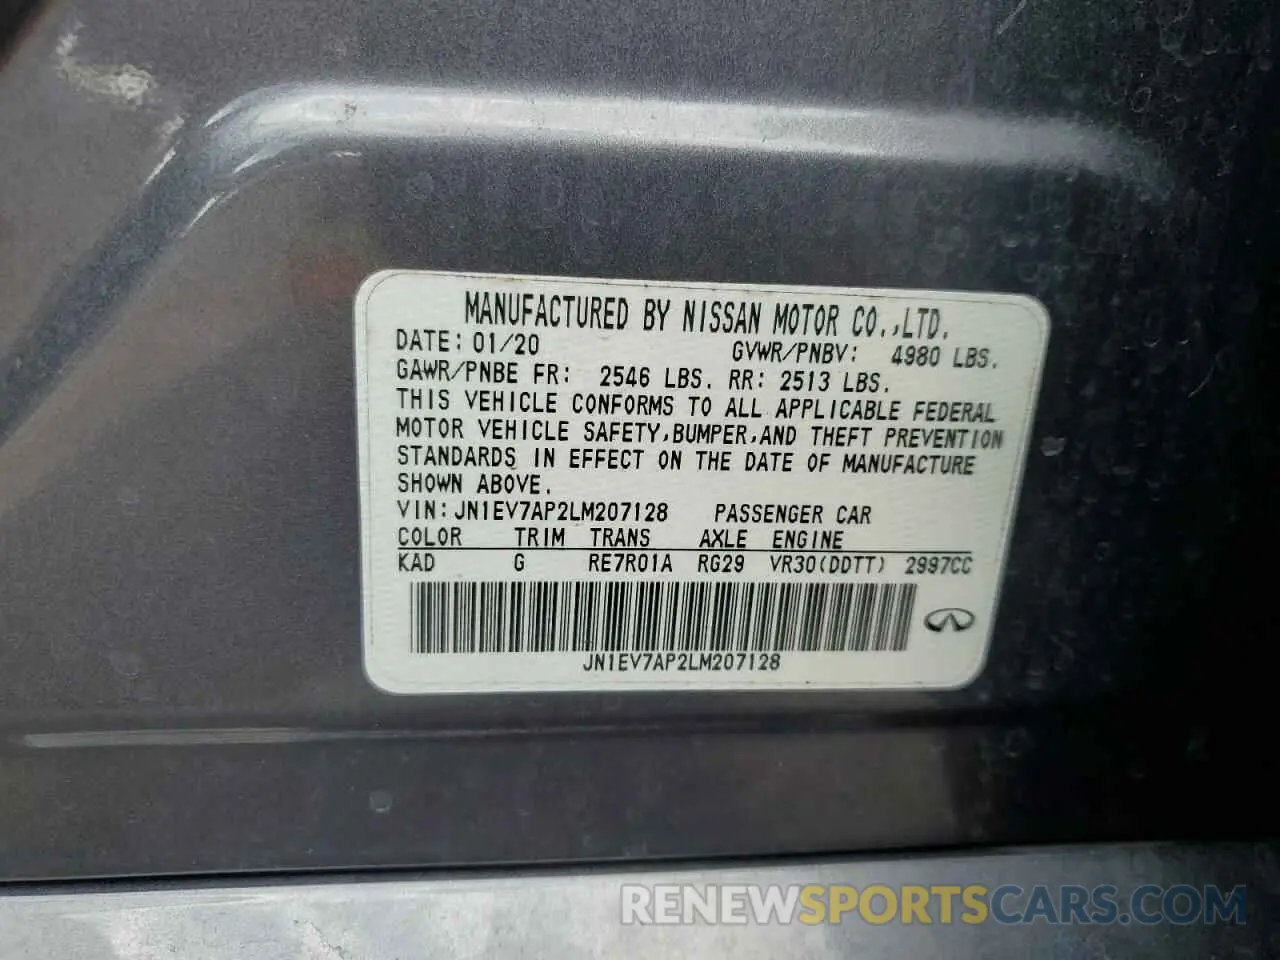 MANUFACTURED BY NISSAN MOTOR CO.,LTD.
DATE: 01/20 GVWR/PNBV: 4980 LBS.
GAWR/PNBE FR: 2546 LBS. RR: 2513 LBS.
THIS VEHICLE CONFORMS TO ALL APPLICABLE FEDERAL
MOTOR VEHICLE SAFETY,BUMPER,AND THEFT PREVENTION
STANDARDS IN EFFECT ON THE DATE OF MANUFACTURE
SHOWN ABOVE.
VIN:JN1EV7AP2LM207128 PASSENGER CAR
COLOR TRIM TRANS AXLE ENGINE
KAD G RE7R01A RG29 VR30(DDTT) 2997CC
JN1EV7AP2LM207128
RENEWSPORTSCARS.COM